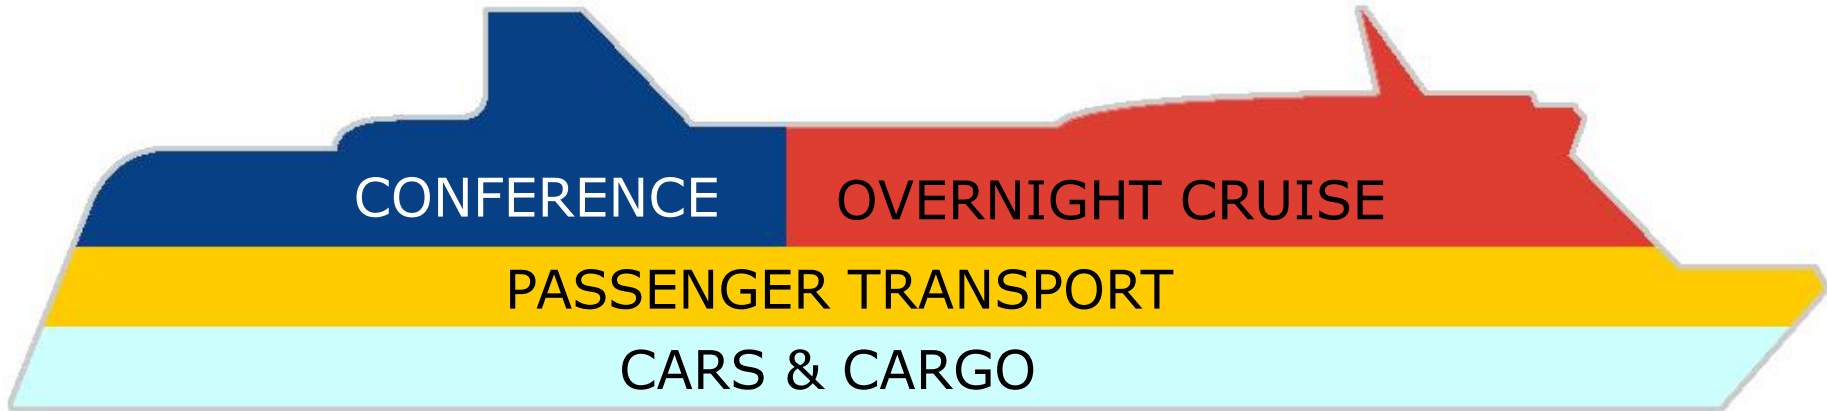 CONFERENCE
OVERNIGHT CRUISE
PASSENGER TRANSPORT
CARS & CARGO